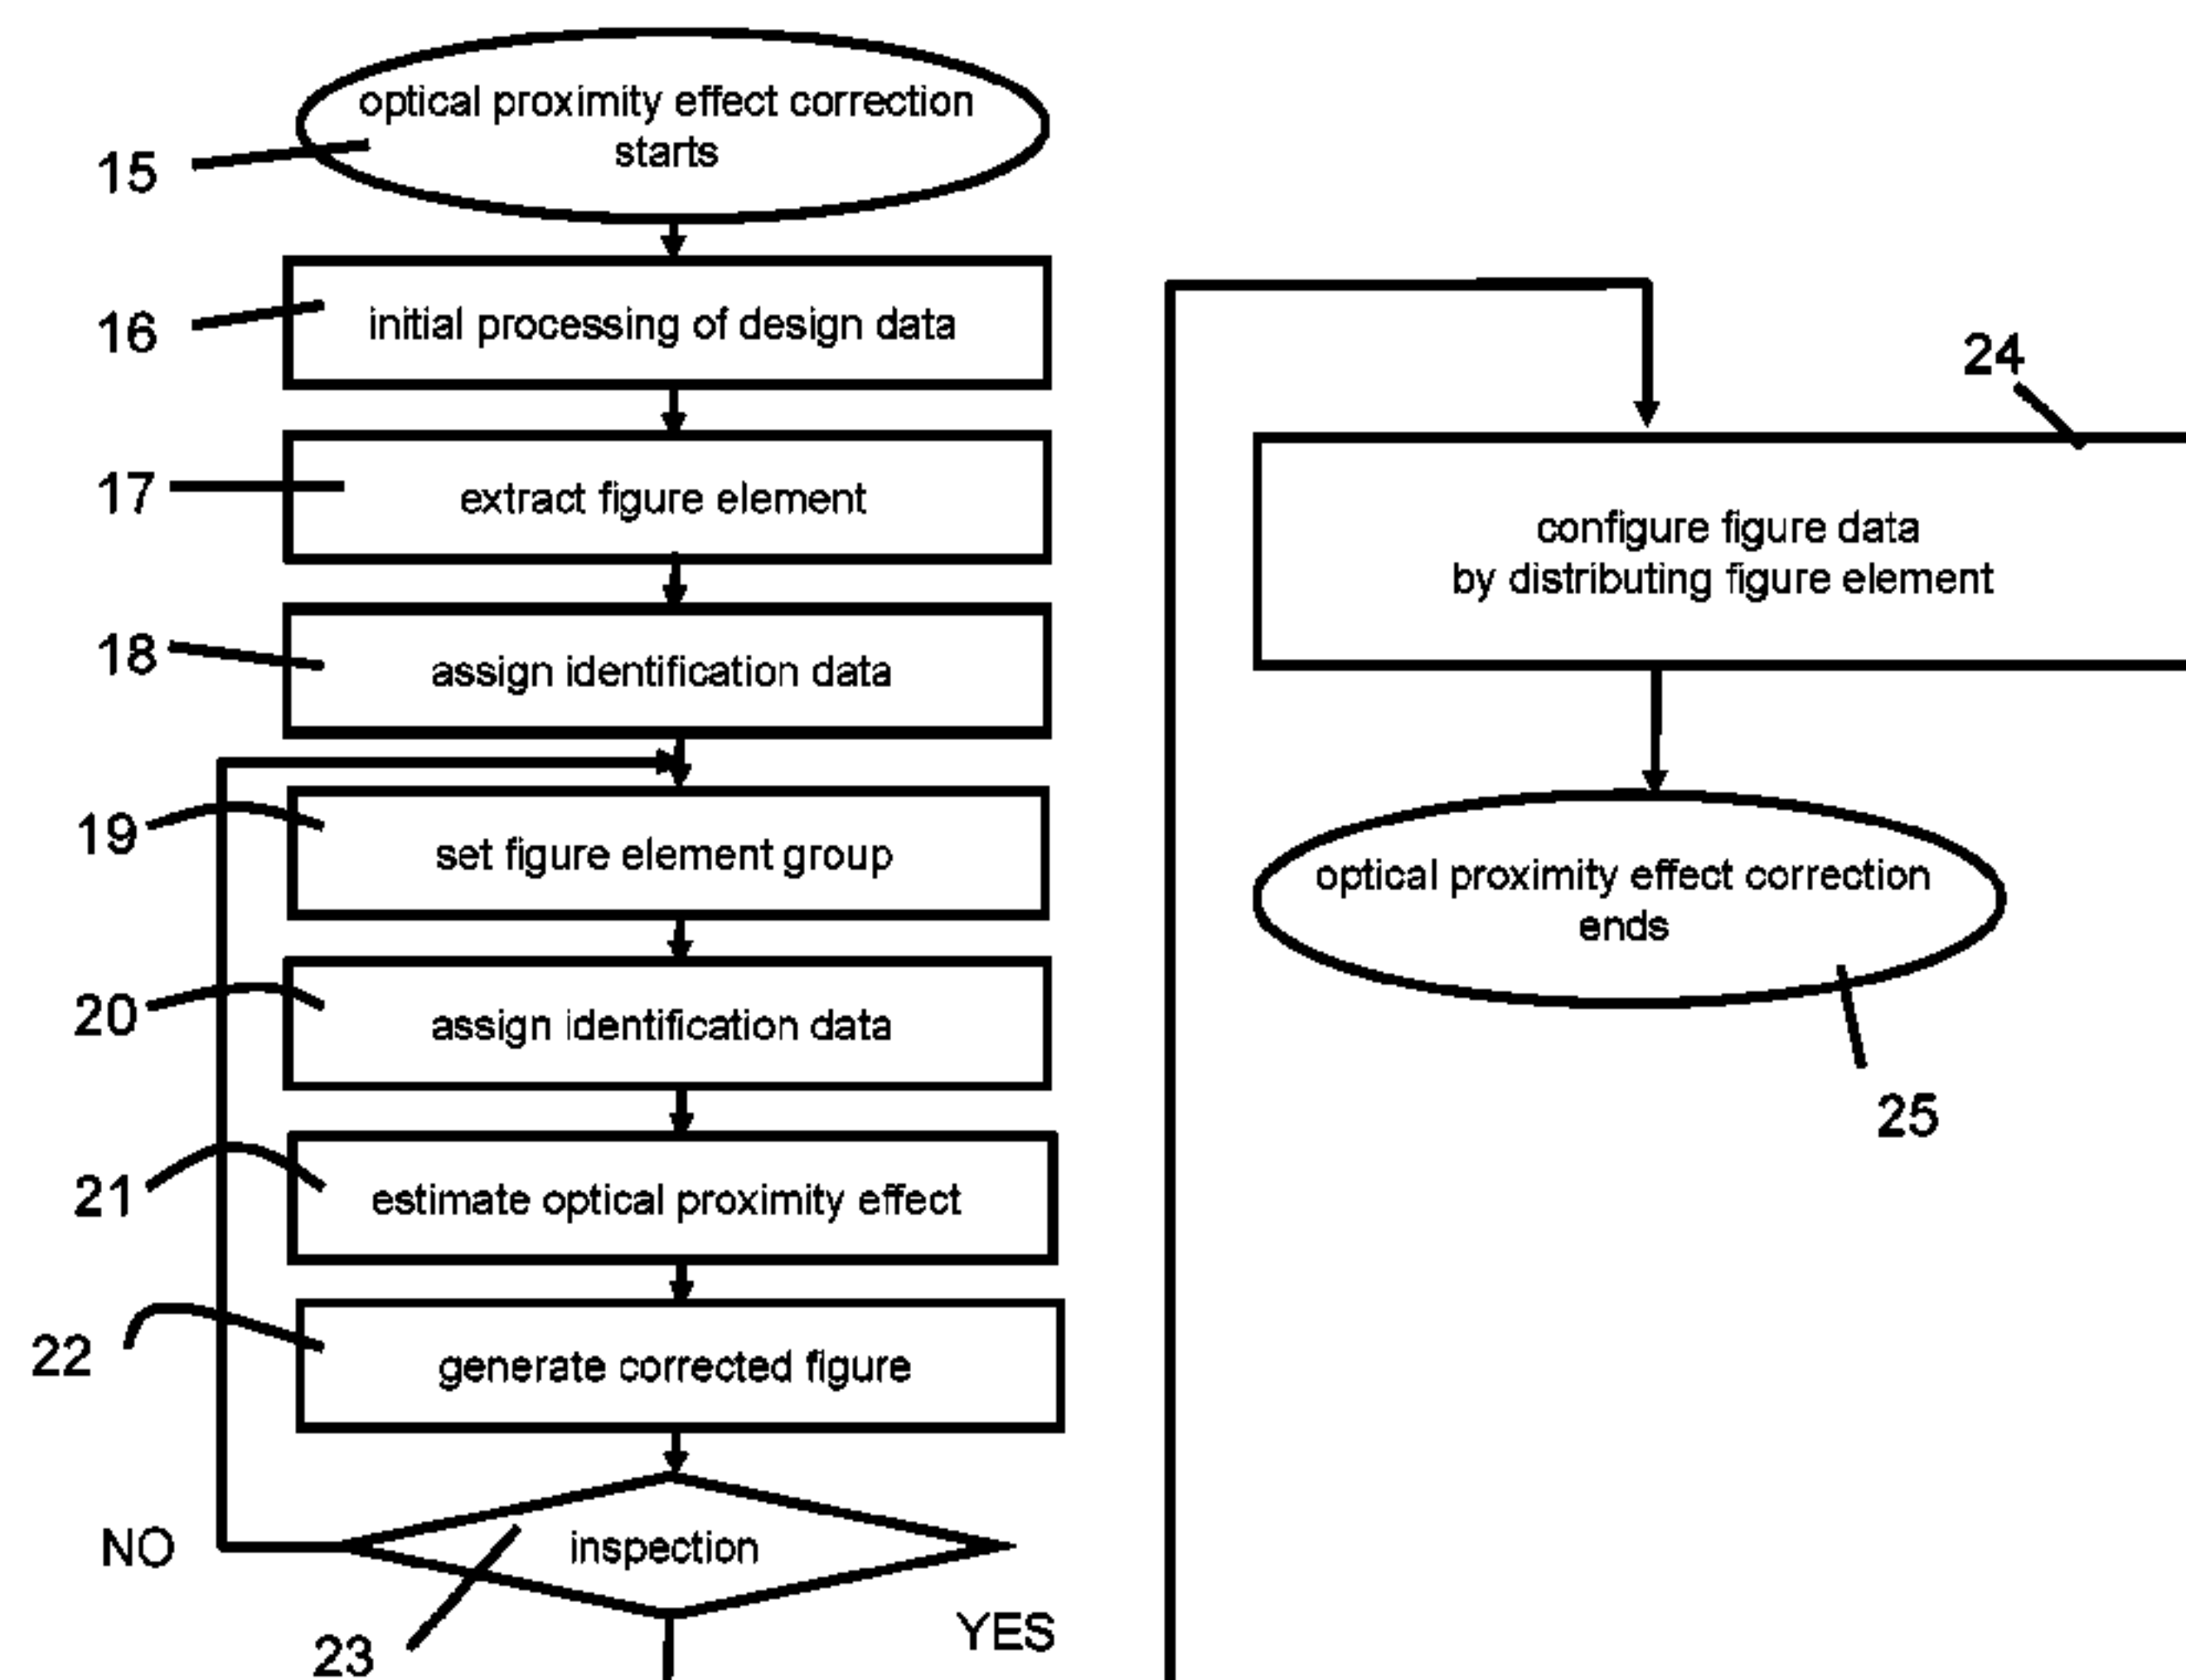 optical proximity effect correction
starts
15
initial processing of design data
16
extract figure element
17
assign identification data
18
set figure element group
19
assign identification data
20
estimate optical proximity effect
21
generate corrected figure
22
inspection
NO
YES
23
24
configure figure data
by distributing figure element
optical proximity effect correction
ends
25